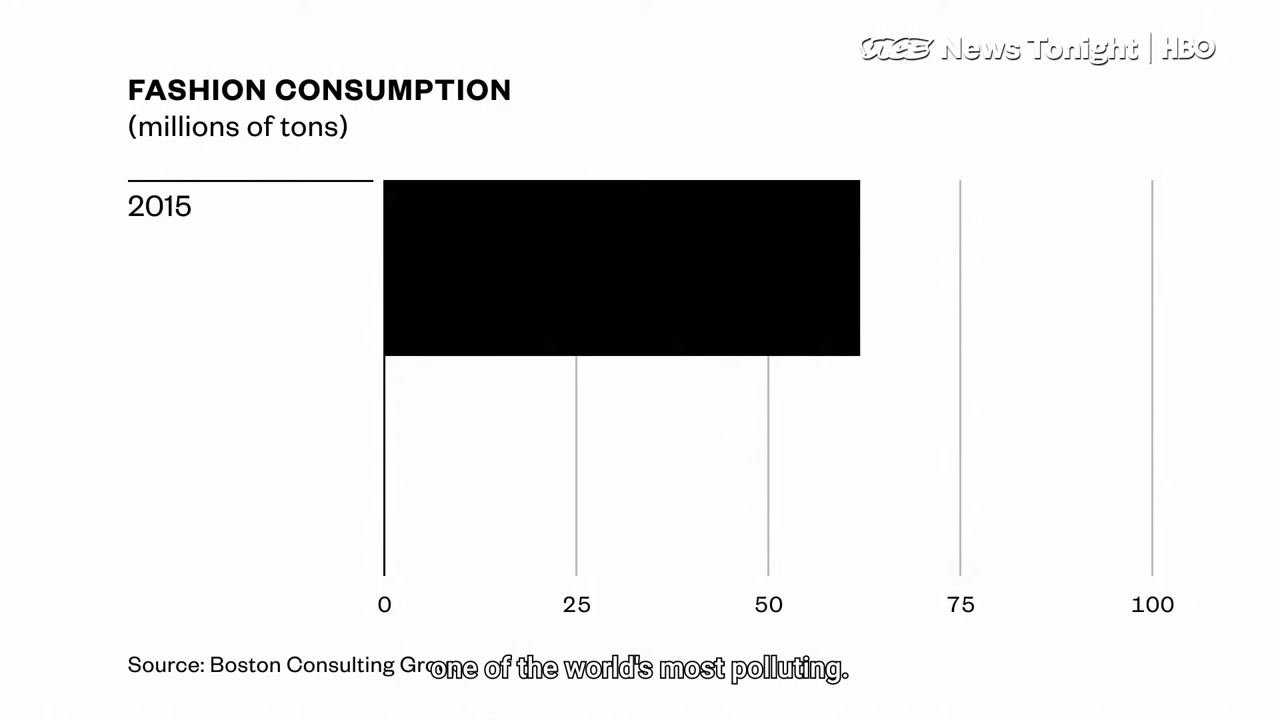 VICE News Tonight | HBO
FASHION CONSUMPTION
(millions of tons)
2015
0 25 50 75 100
Source: Boston Consulting
one of the world's most polluting.